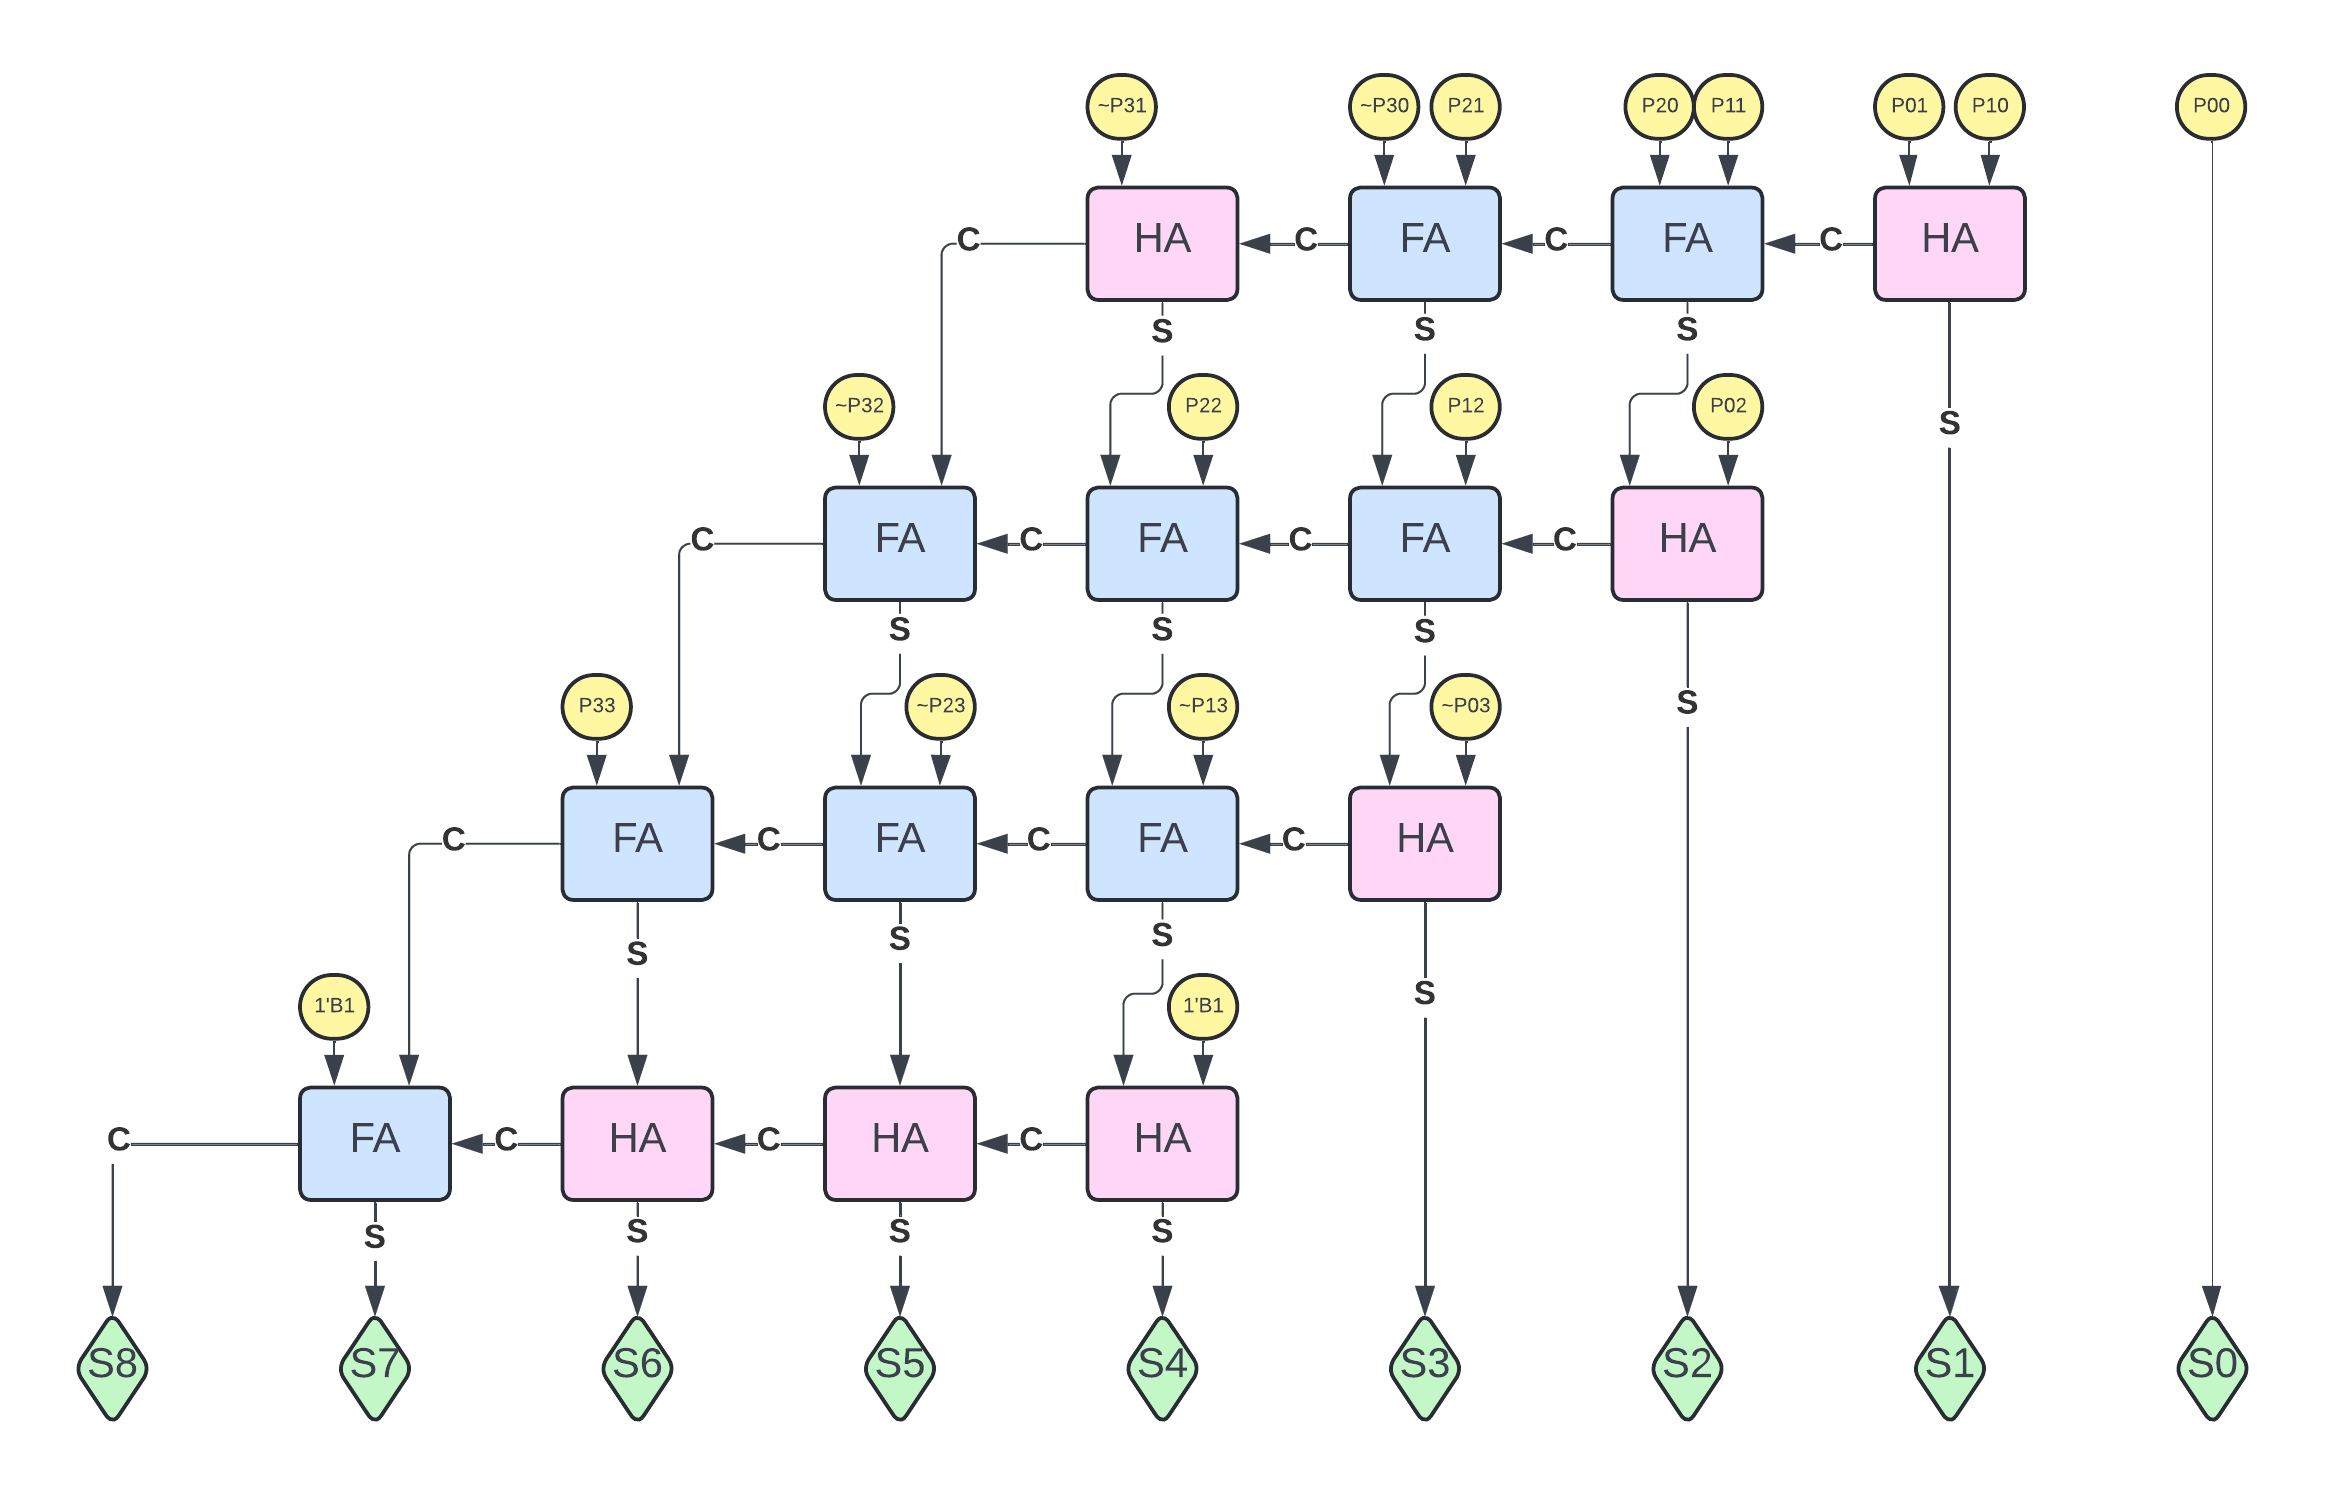 ~P31 ~P30 P21 P20 P11 P01 P10 P00
HA FA FA HA
C C C C
S S S
~P32 P22 P12 P02
S
FA FA FA HA
C C C C
S S S
P33 ~P23 ~P13 ~P03
S
FA FA FA HA
C C C C
S S S
S
1'B1 1'B1
FA HA HA HA
C C C C
S S S S
S8 S7 S6 S5 S4 S3 S2 S1 S0